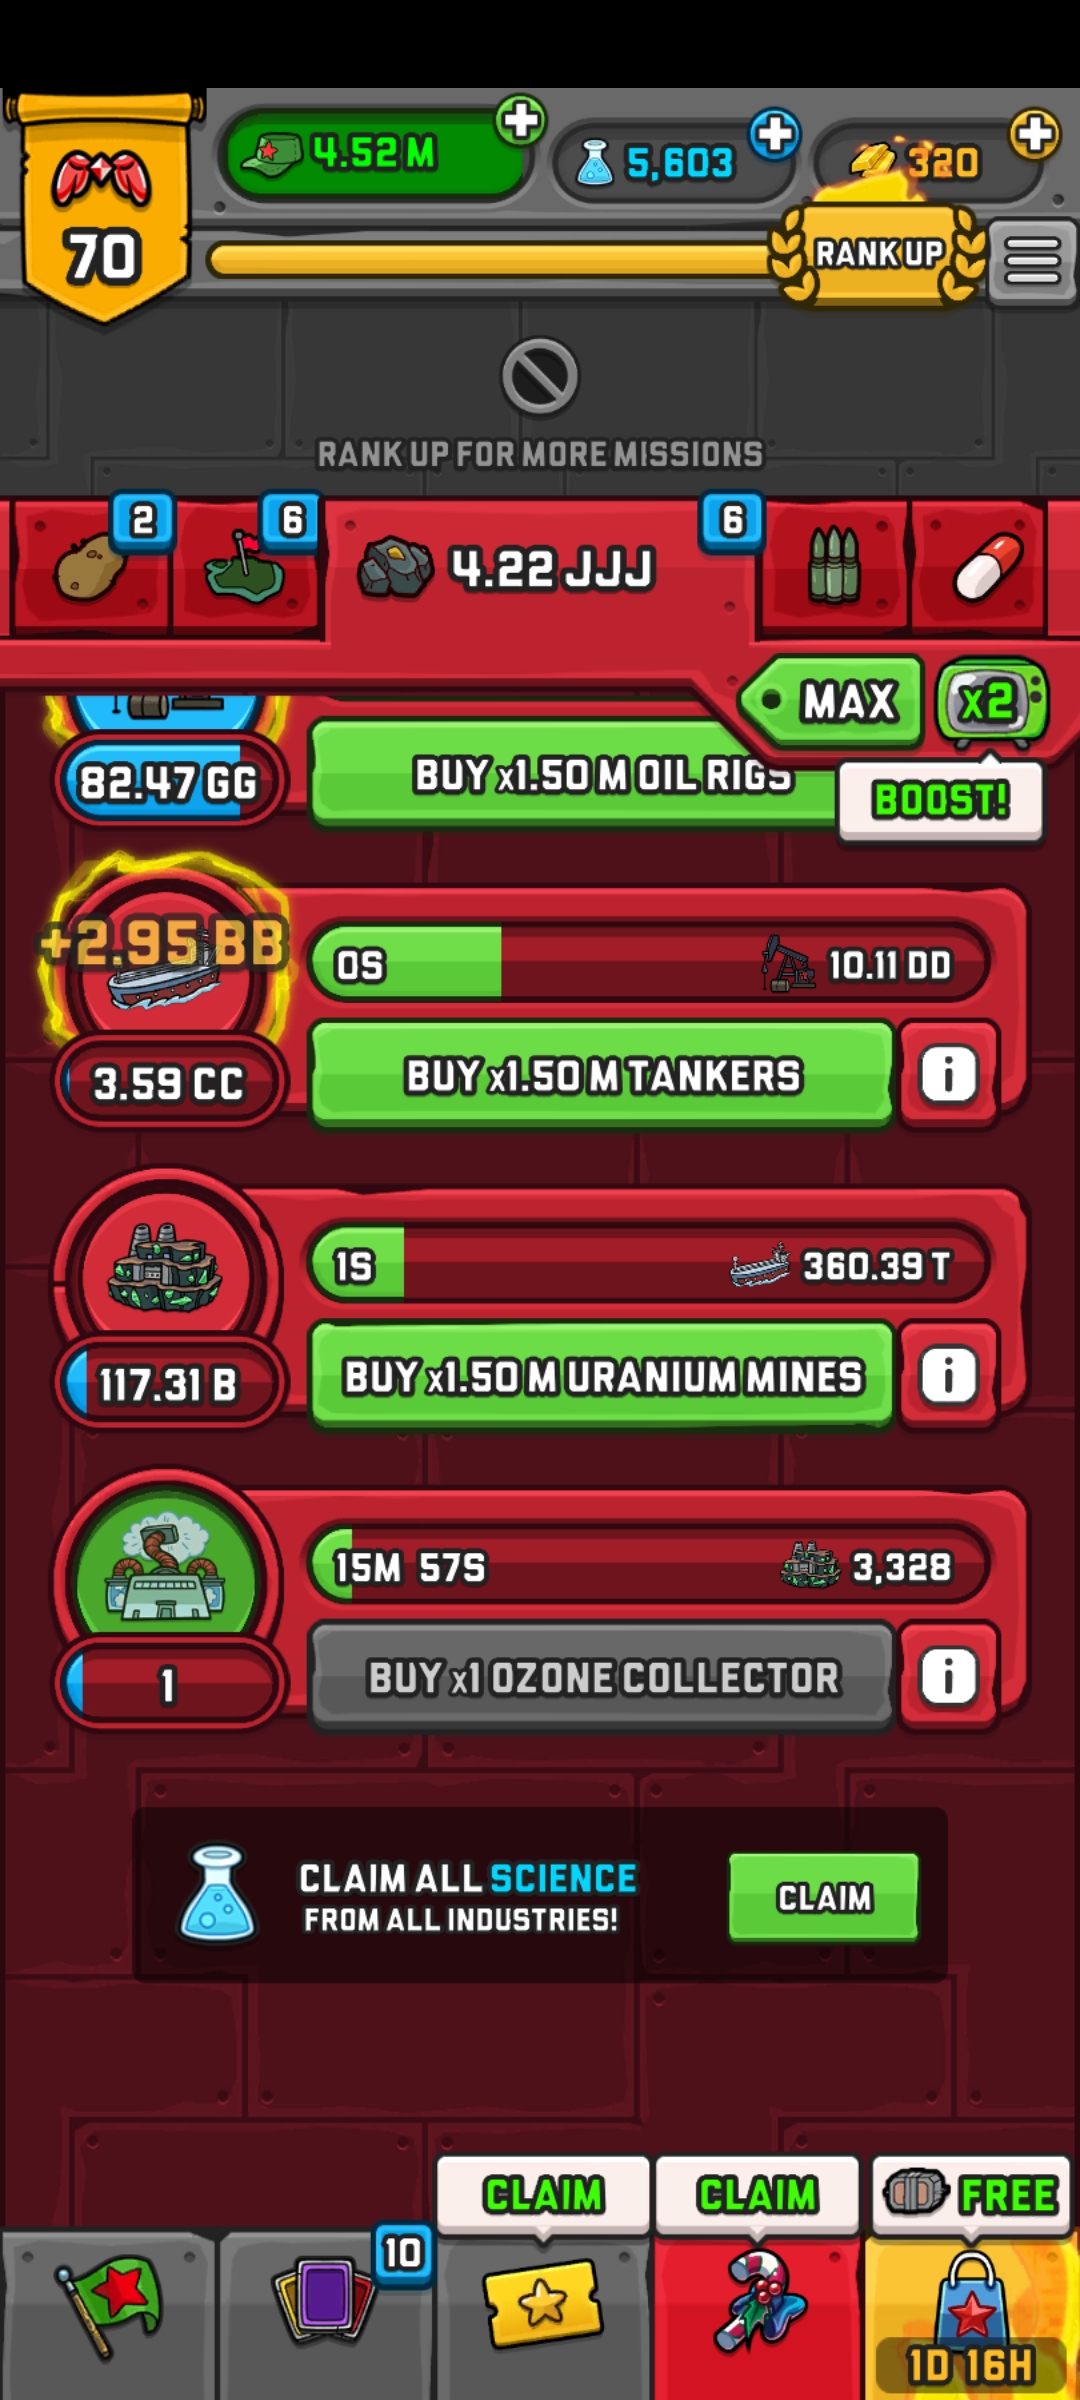 70
4.52 M
5,603
320
RANK UP
RANK UP FOR MORE MISSIONS
2
6
4.22 JJJ
6
MAX
x2
BOOST!
82.47 GG
BUY x1.50 M OIL RIGS
+2.95 BB
0S
10.11 DD
3.59 CC
BUY x1.50 M TANKERS
i
1S
360.39 T
117.31 B
BUY x1.50 M URANIUM MINES
i
15M 57S
3,328
1
BUY x1 OZONE COLLECTOR
i
CLAIM ALL SCIENCE
FROM ALL INDUSTRIES!
CLAIM
CLAIM
CLAIM
FREE
10
1D 16H